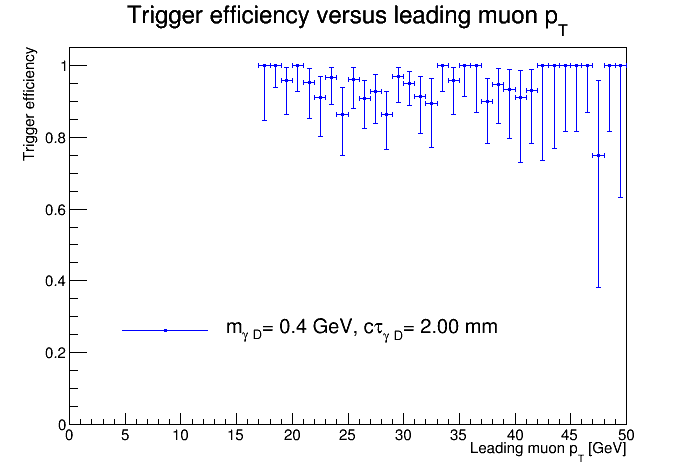 Trigger efficiency versus leading muon p_T
Trigger efficiency
1
0.8
0.6
0.4
0.2
0
m_γ D= 0.4 GeV, cτ_γ D= 2.00 mm
0 5 10 15 20 25 30 35 40 45 50
Leading muon p_T [GeV]